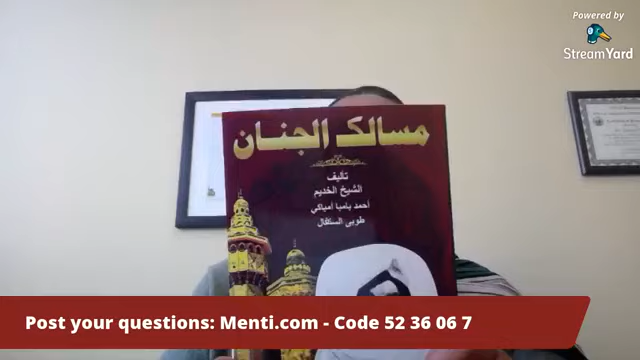 Powered by
StreamYard
مسالك الجنان
تأليف
الشيخ الخديم
أحمد بامبا امباكي
طوبى السنغال
Post your questions: Menti.com - Code 52 36 06 7